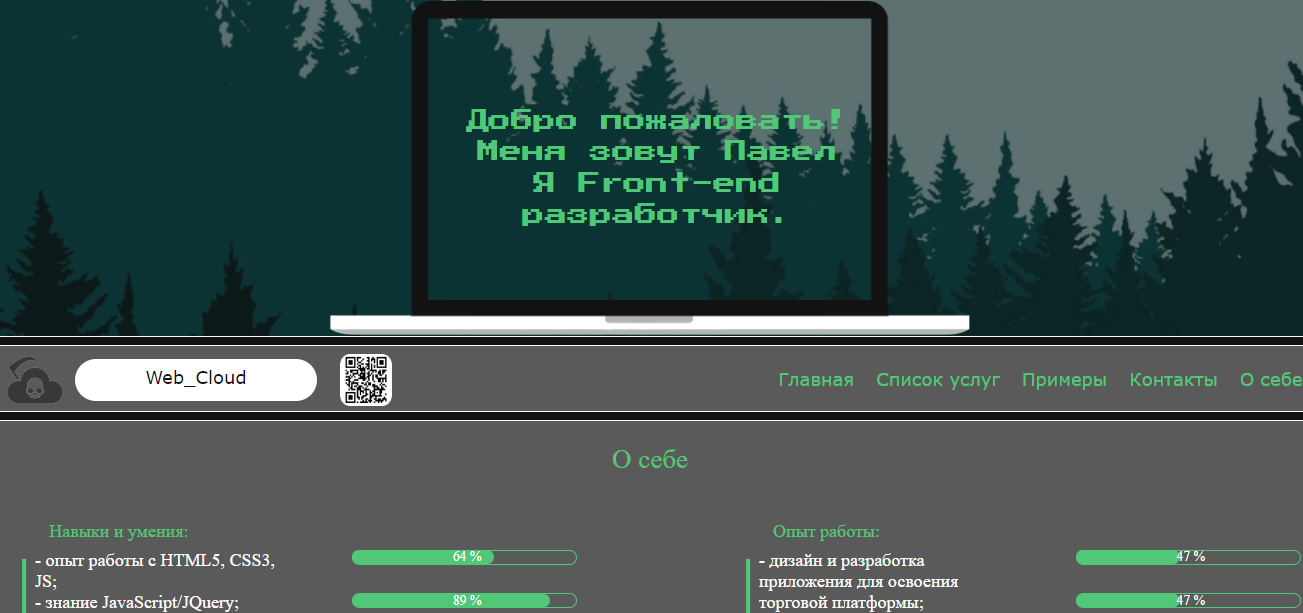 Добро пожаловать!
Меня зовут Павел
Я Front-end
разработчик.
Web_Cloud
Главная Список услуг Примеры Контакты О себе
О себе
Навыки и умения:
- опыт работы с HTML5, CSS3,
JS;
64 %
- знание JavaScript/JQuery;
89 %
Опыт работы:
- дизайн и разработка
приложения для освоения
торговой платформы;
47 %
47 %